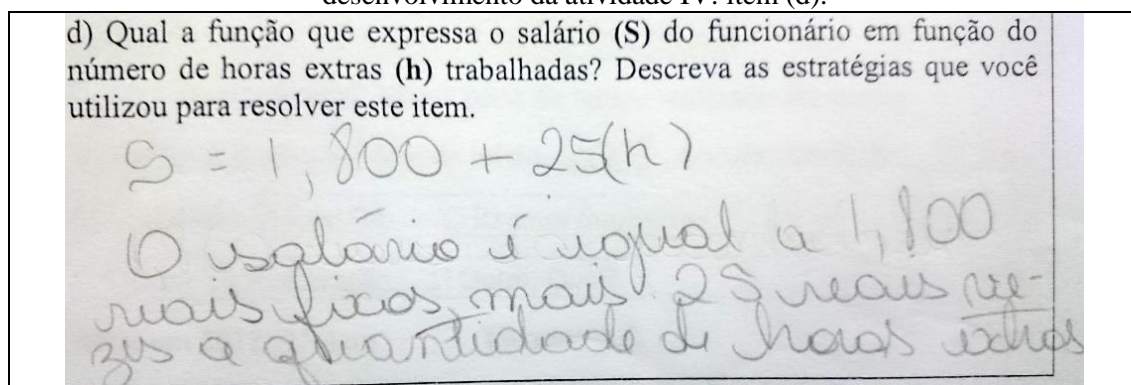 desenvolvimento da atividade IV: item (d).
d) Qual a função que expressa o salário (S) do funcionário em função do
número de horas extras (h) trabalhadas? Descreva as estratégias que você
utilizou para resolver este item.
S = 1,800 + 25(h)
O salário é igual a 1,800
reais fixos, mais 25 reais ve-
zes a quantidade de horas extras